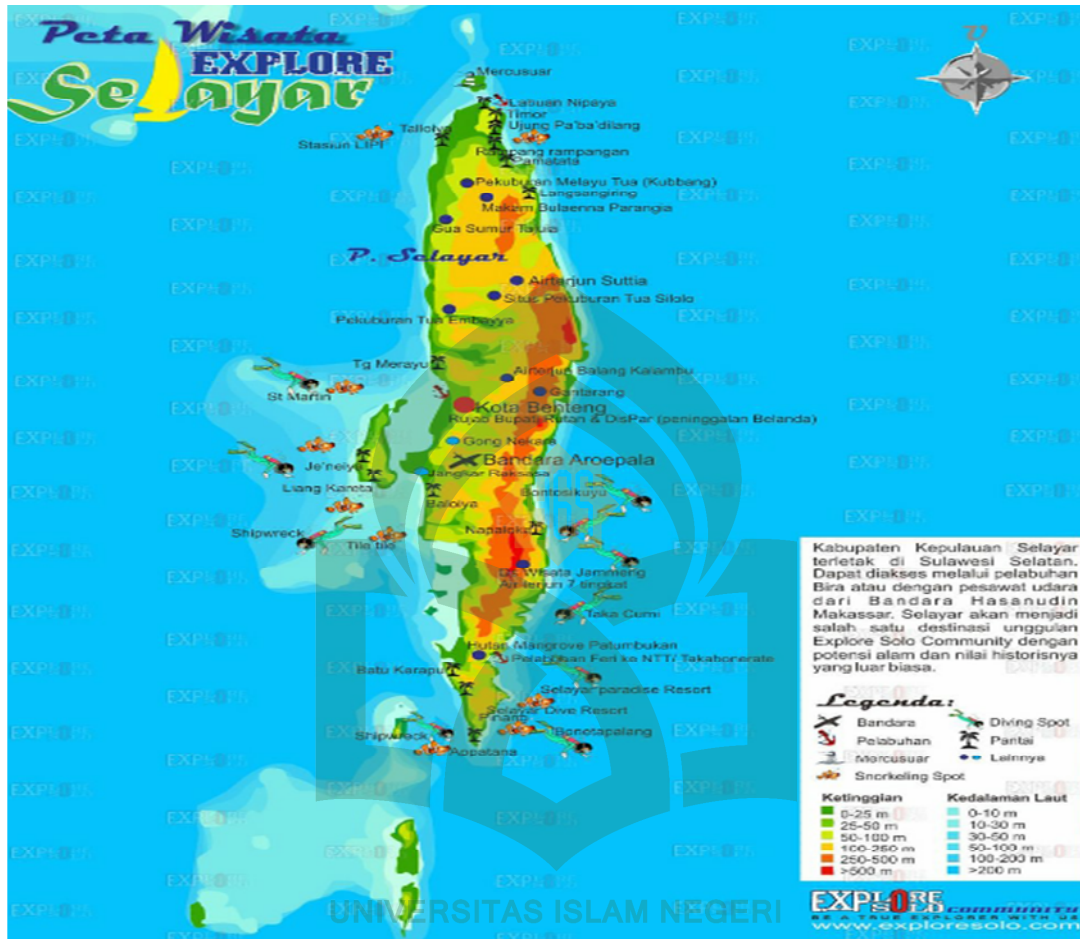 Peta Wisata
EXPLORE
Selayar
U
Mercusuar
Labuan Nipaya
Timor
Ujung Pa'ba'dilang
Talloiya
Stasiun LIPI
Rampang rampangan
Pamatata
Pekuburan Melayu Tua (Kubbang)
Langsangiring
Makam Bulaenna Parangia
Gua Sumur Tajuia
P. Selayar
Airterjun Suttia
Situs Pekuburan Tua Silolo
Pekuburan Tua Embayya
Tg Merayu
Airterjun Balang Kalambu
St Martin
Gantarang
Kota Benteng
Rujab Bupati Rutan & DisPar (peninggalan Belanda)
Gong Nekara
Bandara Aroepala
Je'neiya
Jangkar Raksasa
Liang Kareta
Baloiya
Bontosikuyu
Shipwreck
Napaloka
Tile tile
Wisata Jammeng
Airterjun 7 tingkat
Taka Cumi
Hutan Mangrove Patumbukan
Pelabuhan Feri ke NTT/ Takabonerate
Batu Karapu
Selayar paradise Resort
Selayar Dive Resort
Pinanti
Shipwreck
Bonotapalang
Appatana
Kabupaten Kepulauan Selayar
terletak di Sulawesi Selatan.
Dapat diakses melalui pelabuhan
Bira atau dengan pesawat udara
dari Bandara Hasanudin
Makassar. Selayar akan menjadi
salah satu destinasi unggulan
Explore Solo Community dengan
potensi alam dan nilai historisnya
yang luar biasa.
Legenda:
Bandara
Diving Spot
Pelabuhan
Pantai
Mercusuar
Lainnya
Snorkeling Spot
Ketinggian
0-25 m
25-50 m
50-100 m
100-250 m
250-500 m
>500 m
Kedalaman Laut
0-10 m
10-30 m
30-50 m
50-100 m
100-200 m
>200 m
EXPLORE
SOLO community
BE A TRUE EXPLORER WITH US
www.exploresolo.com
UNIVERSITAS ISLAM NEGERI